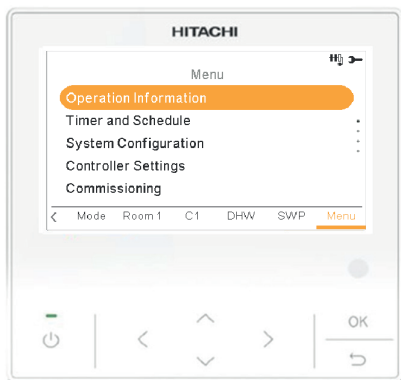 HITACHI
Menu
Operation Information
Timer and Schedule
System Configuration
Controller Settings
Commissioning
Mode Room 1 C1 DHW SWP Menu
OK